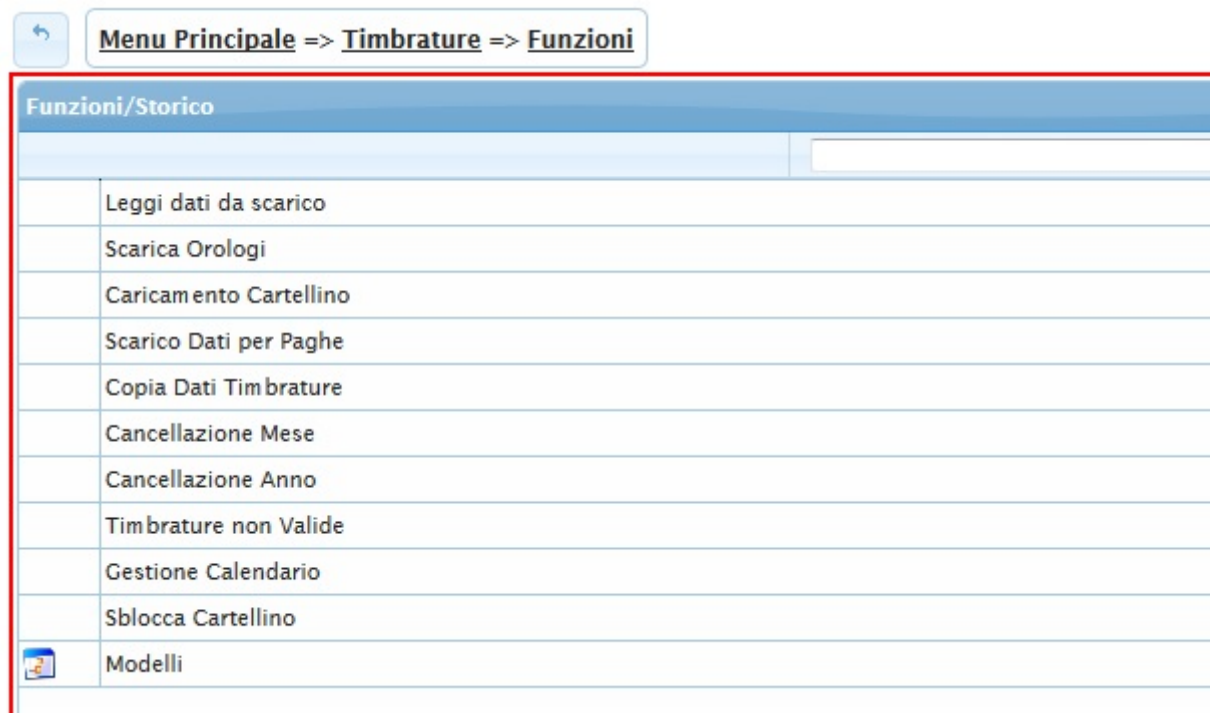 Menu Principale => Timbrature => Funzioni
Funzioni/Storico
Leggi dati da scarico
Scarica Orologi
Caricamento Cartellino
Scarico Dati per Paghe
Copia Dati Timbrature
Cancellazione Mese
Cancellazione Anno
Timbrature non Valide
Gestione Calendario
Sblocca Cartellino
Modelli